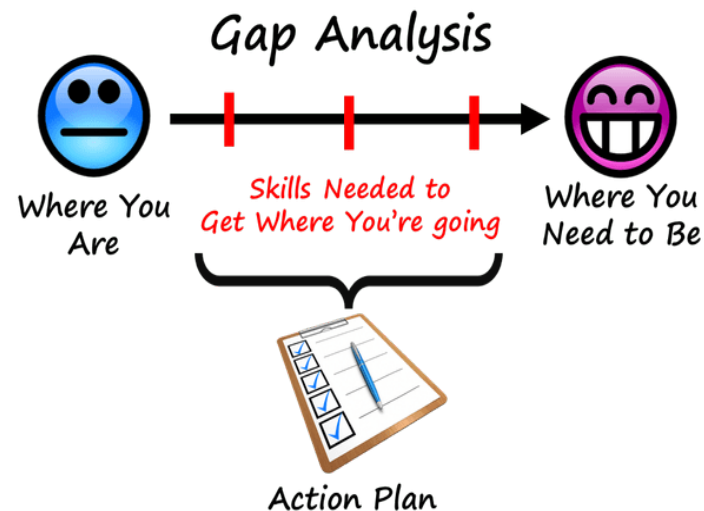 Gap Analysis
Where You
Are
Skills Needed to
Get Where You're going
Where You
Need to Be
Action Plan